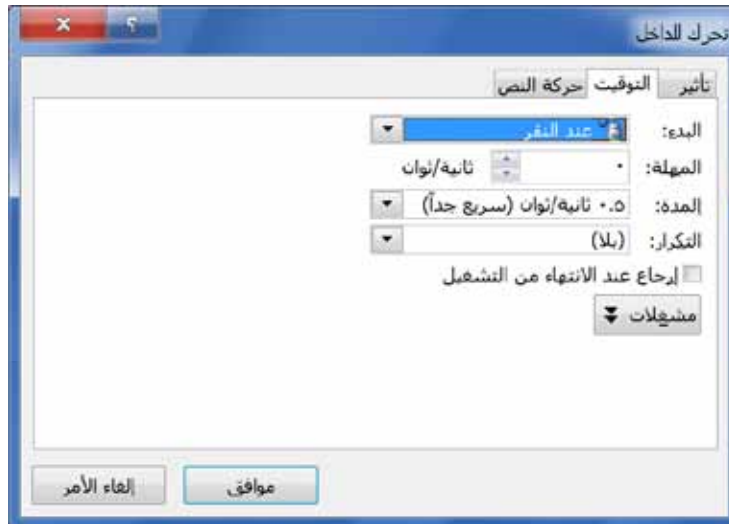 تحرك للداخل
تأثير التوقيت حركة النص
البدء: عند النقر
المهلة: ٠ ثانية/ثوان
المدة: ٠.٥ ثانية/ثوان (سريع جداً)
التكرار: (بلا)
إرجاع عند الانتهاء من التشغيل
مشغلات
موافق إلغاء الأمر